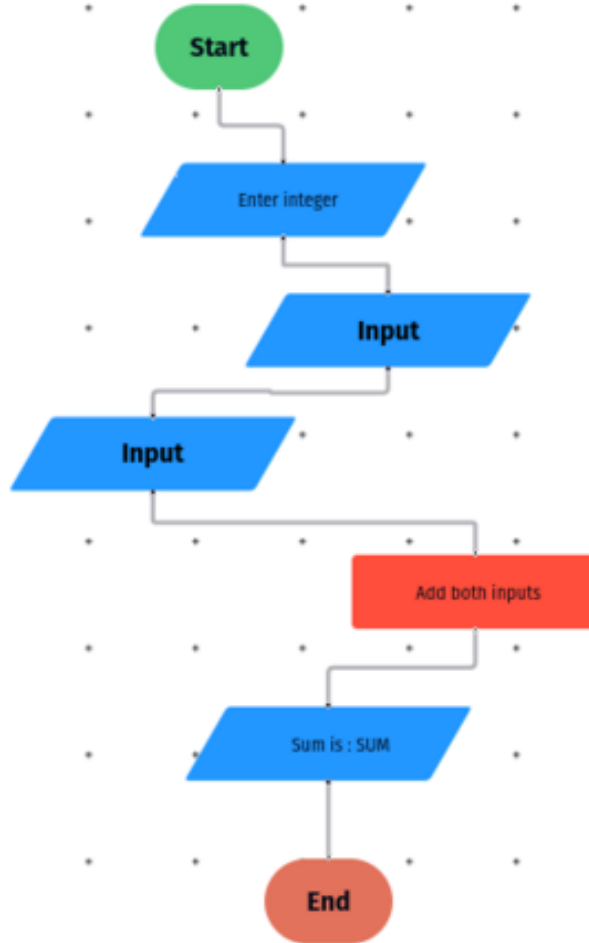 Start
Enter integer
Input
Input
Add both inputs
Sum is : SUM
End